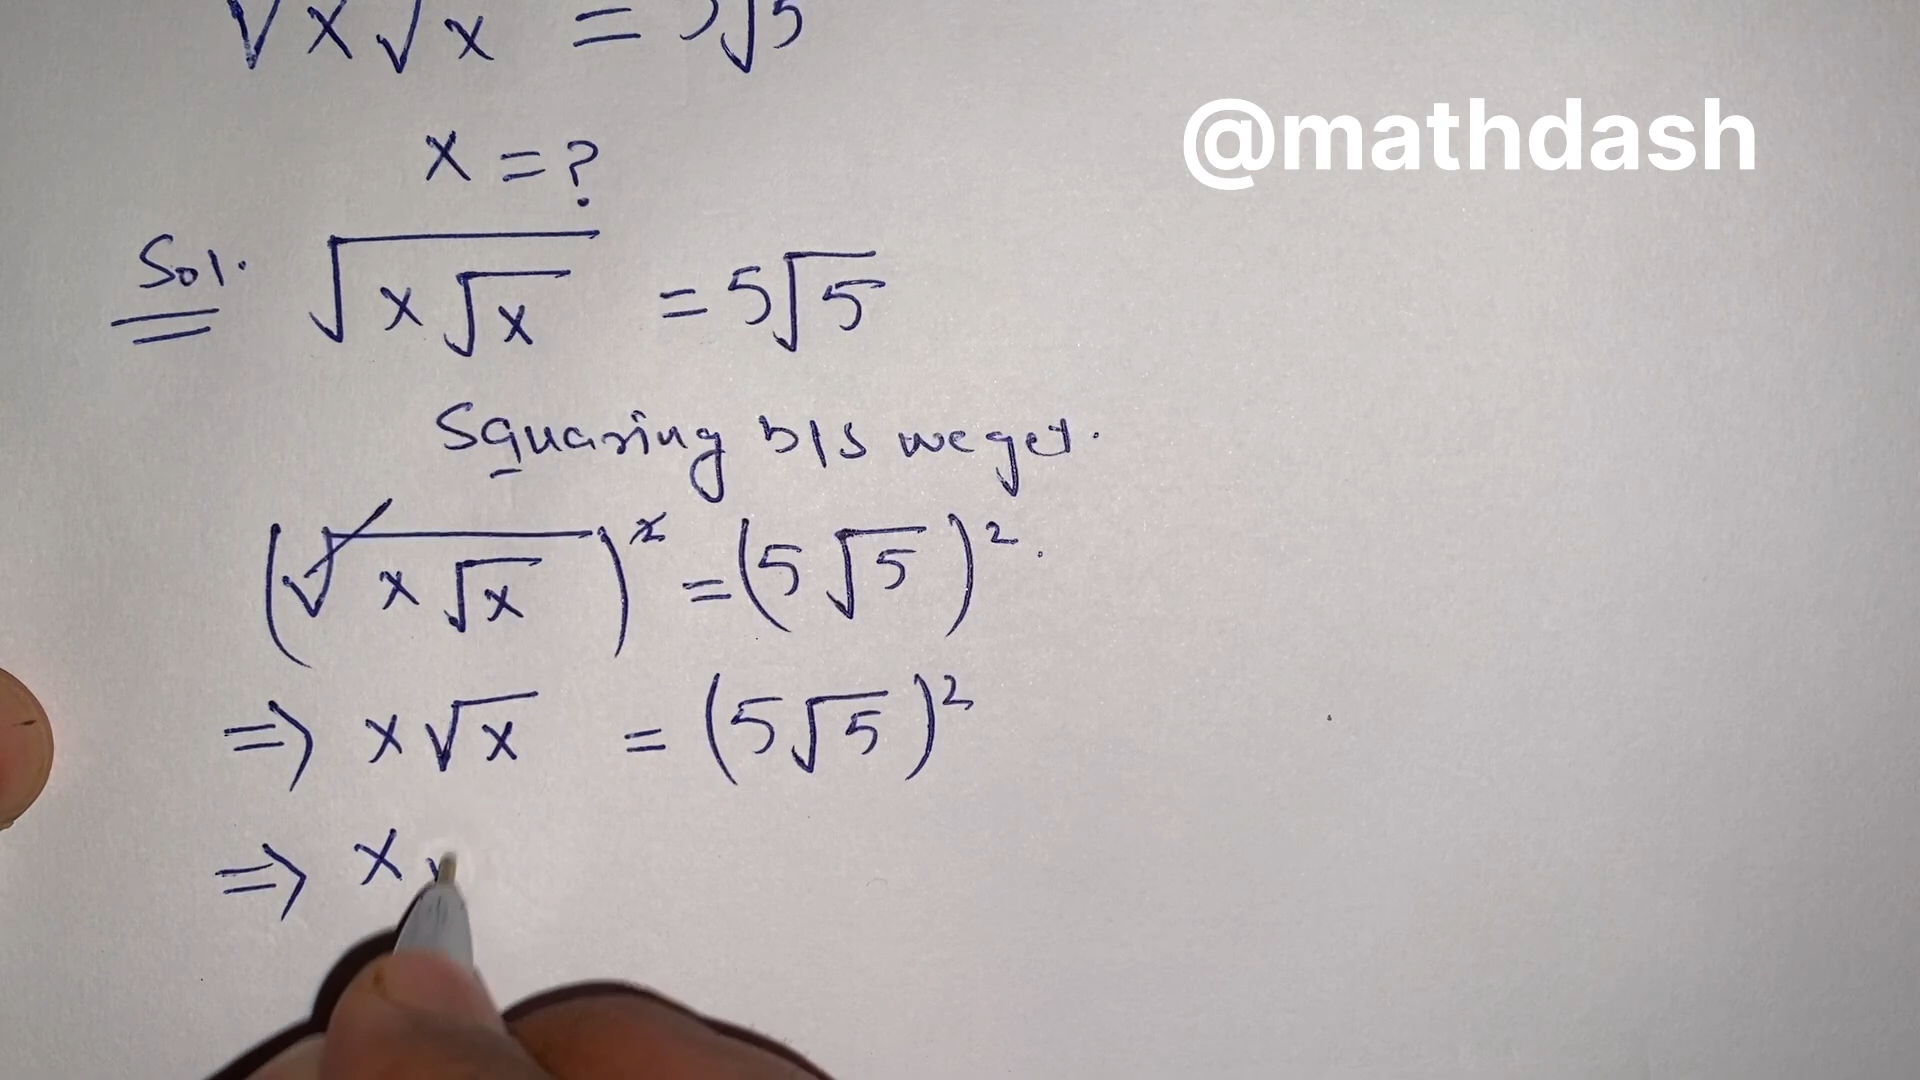 √x√x = 5√5
@mathdash
x = ?
Sol. √(x√x) = 5√5
Squaring b/s we get.
(√(x√x))² = (5√5)².
⇒ x√x = (5√5)²
⇒ x